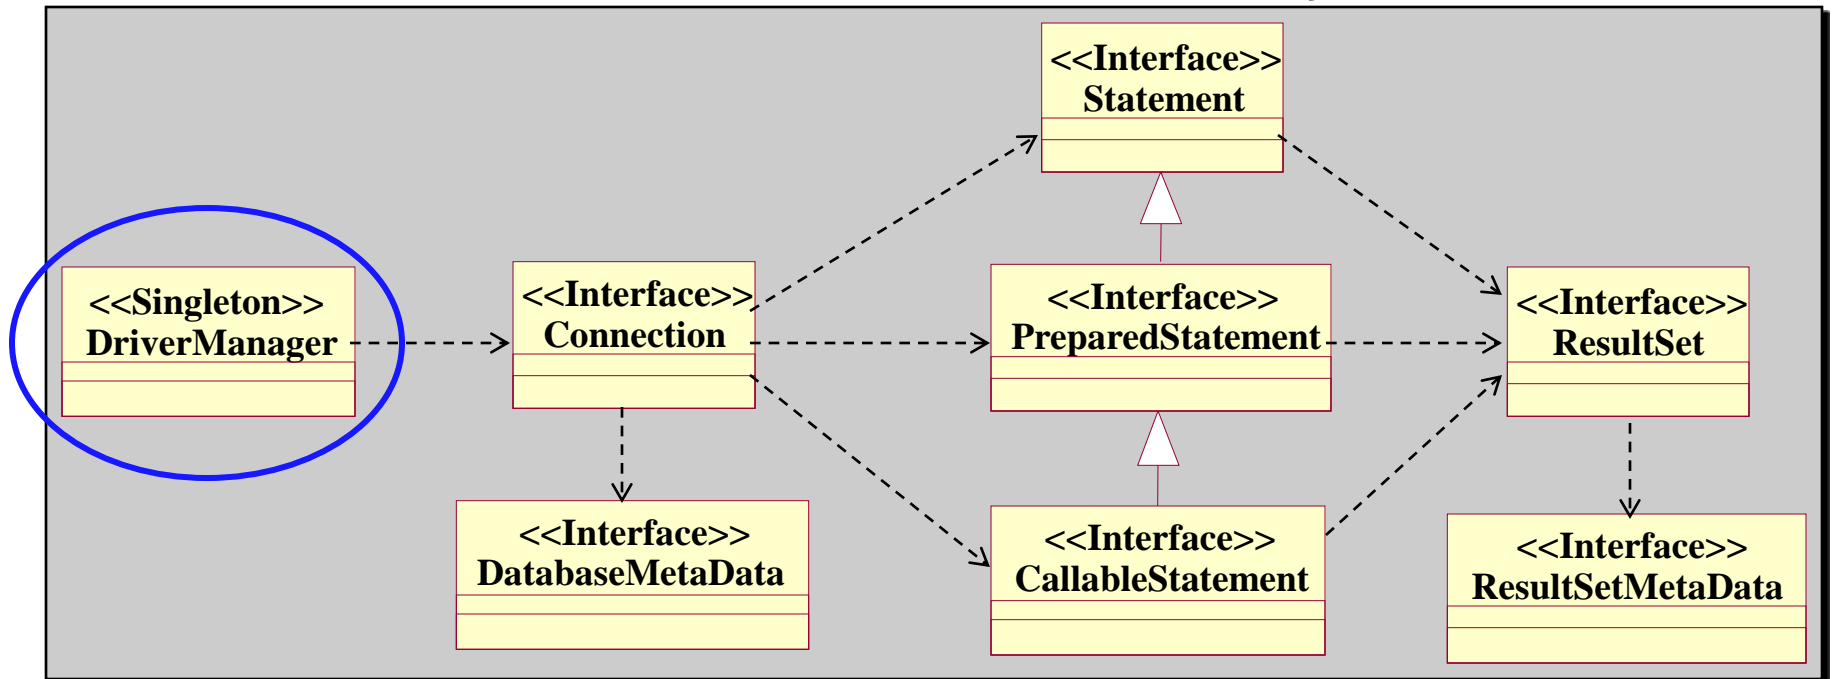 <<Interface>>
Statement
<<Singleton>>
DriverManager
<<Interface>>
Connection
<<Interface>>
PreparedStatement
<<Interface>>
ResultSet
<<Interface>>
DatabaseMetaData
<<Interface>>
CallableStatement
<<Interface>>
ResultSetMetaData